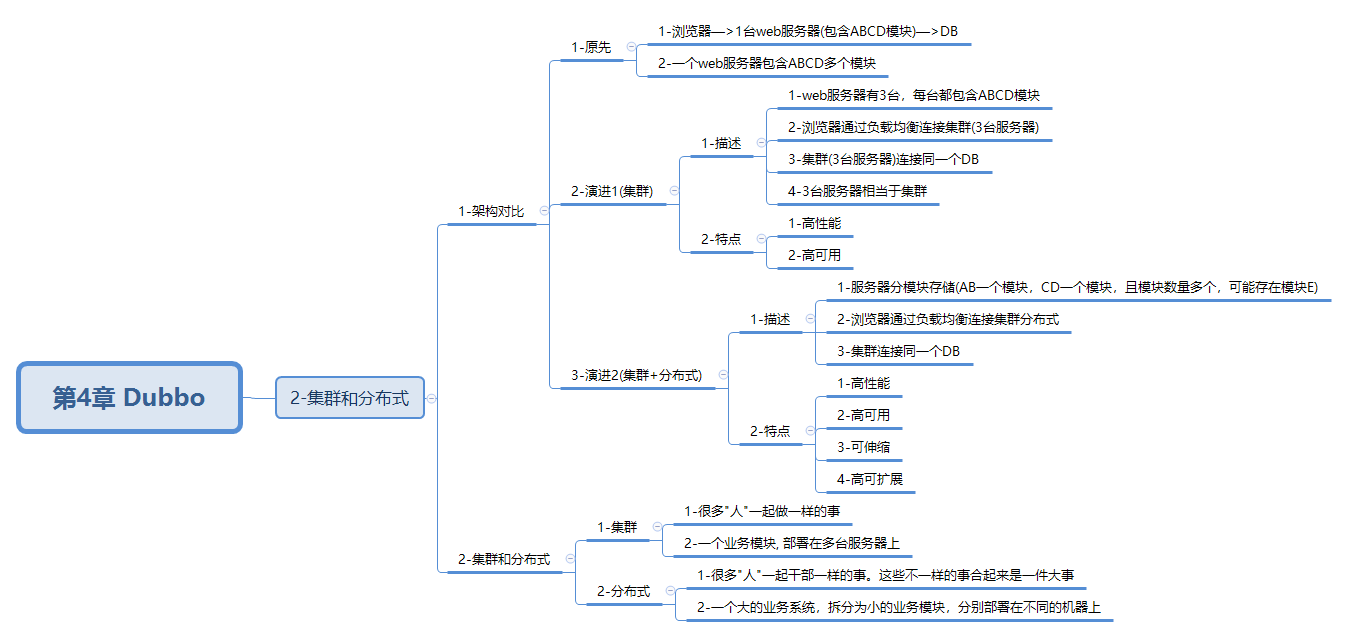 第4章 Dubbo
2-集群和分布式
1-架构对比
1-原先
1-浏览器—>1台web服务器(包含ABCD模块)—>DB
2-一个web服务器包含ABCD多个模块
2-演进1(集群)
1-描述
1-web服务器有3台，每台都包含ABCD模块
2-浏览器通过负载均衡连接集群(3台服务器)
3-集群(3台服务器)连接同一个DB
4-3台服务器相当于集群
2-特点
1-高性能
2-高可用
3-演进2(集群+分布式)
1-描述
1-服务器分模块存储(AB一个模块，CD一个模块，且模块数量多个，可能存在模块E)
2-浏览器通过负载均衡连接集群分布式
3-集群连接同一个DB
2-特点
1-高性能
2-高可用
3-可伸缩
4-高可扩展
2-集群和分布式
1-集群
1-很多"人"一起做一样的事
2-一个业务模块, 部署在多台服务器上
2-分布式
1-很多"人"一起干部一样的事。这些不一样的事合起来是一件大事
2-一个大的业务系统，拆分为小的业务模块，分别部署在不同的机器上